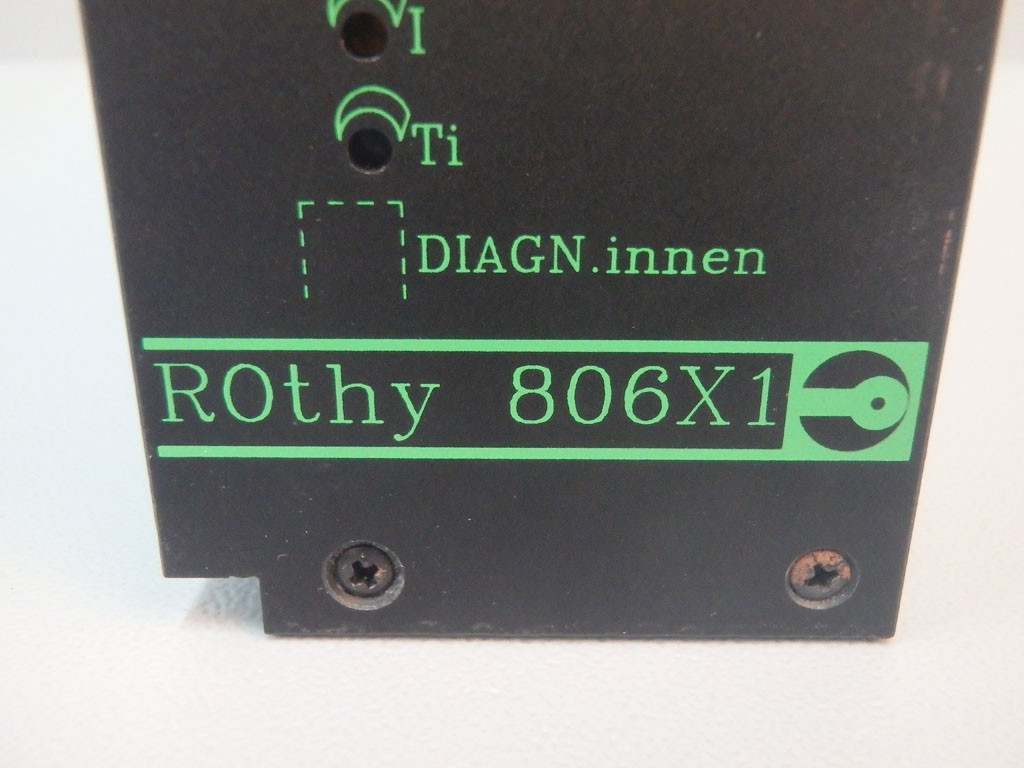 I
Ti
DIAGN.innen
ROthy 806X1